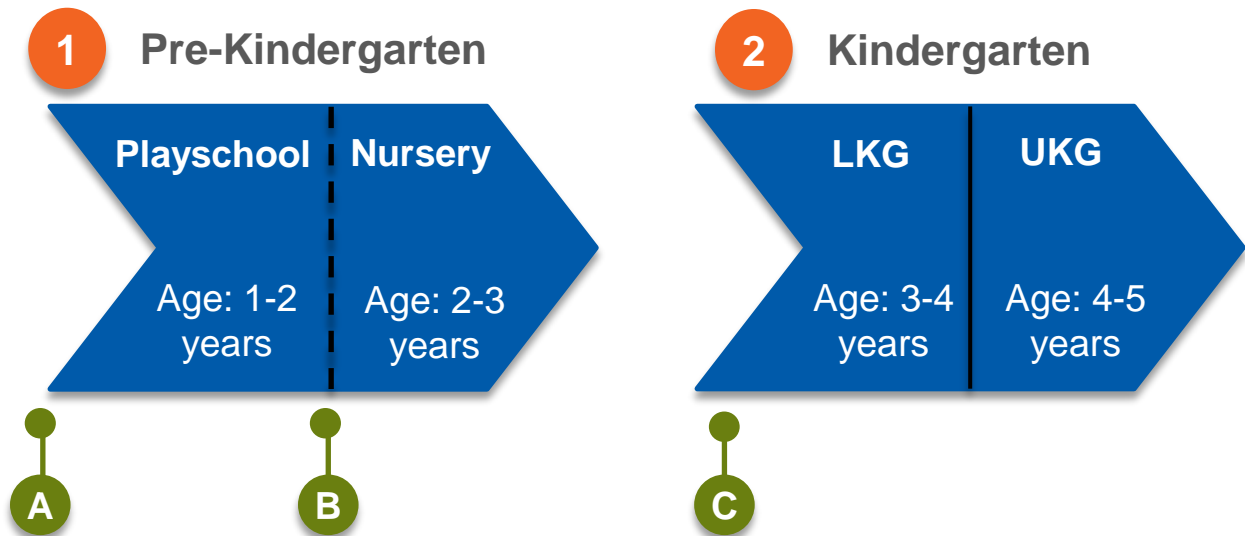 1 Pre-Kindergarten
Playschool
Nursery
Age: 1-2
years
Age: 2-3
years
2 Kindergarten
LKG
UKG
Age: 3-4
years
Age: 4-5
years
A
B
C